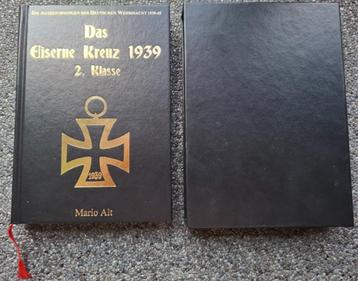 Die Auszeichnungen der Deutschen Wehrmacht 1939-45
Das
Eiserne Kreuz 1939
2. Klasse
1939
Mario Alt